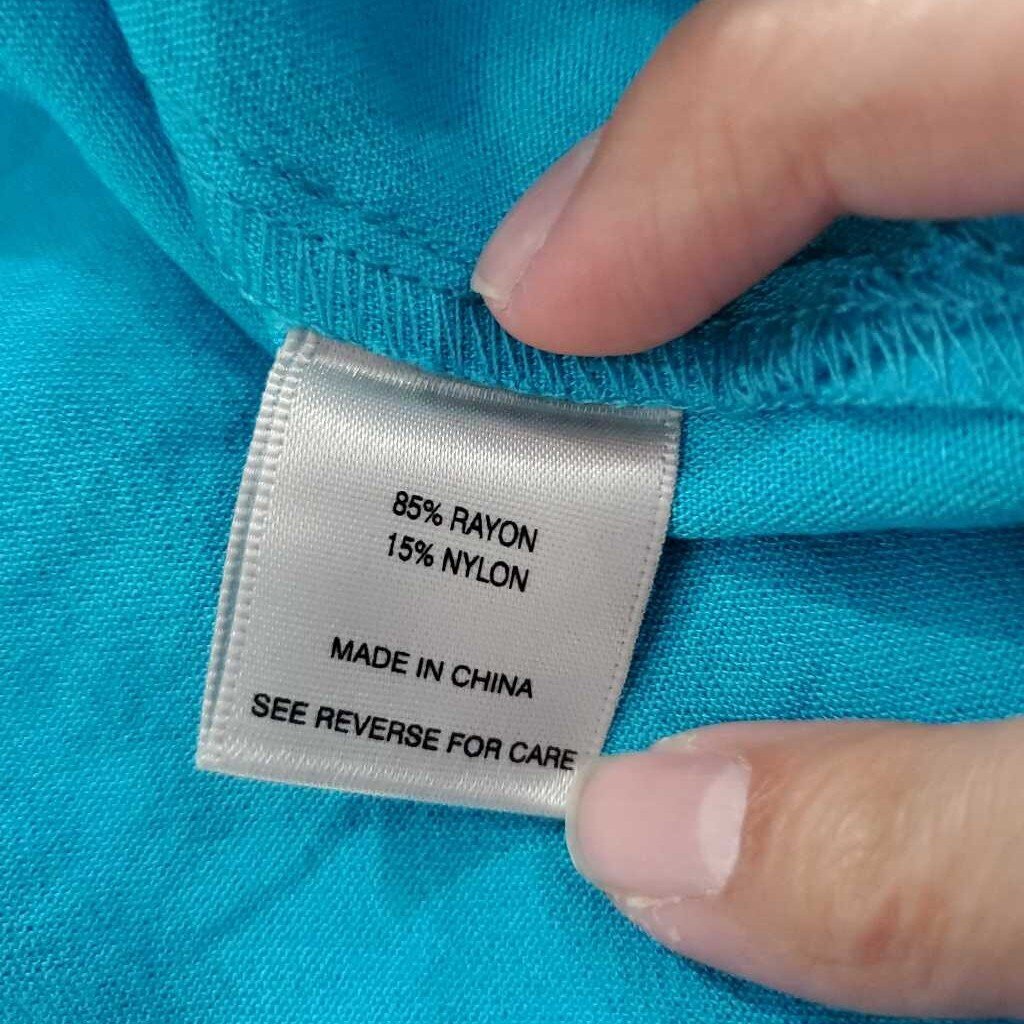 85% RAYON
15% NYLON
MADE IN CHINA
SEE REVERSE FOR CARE